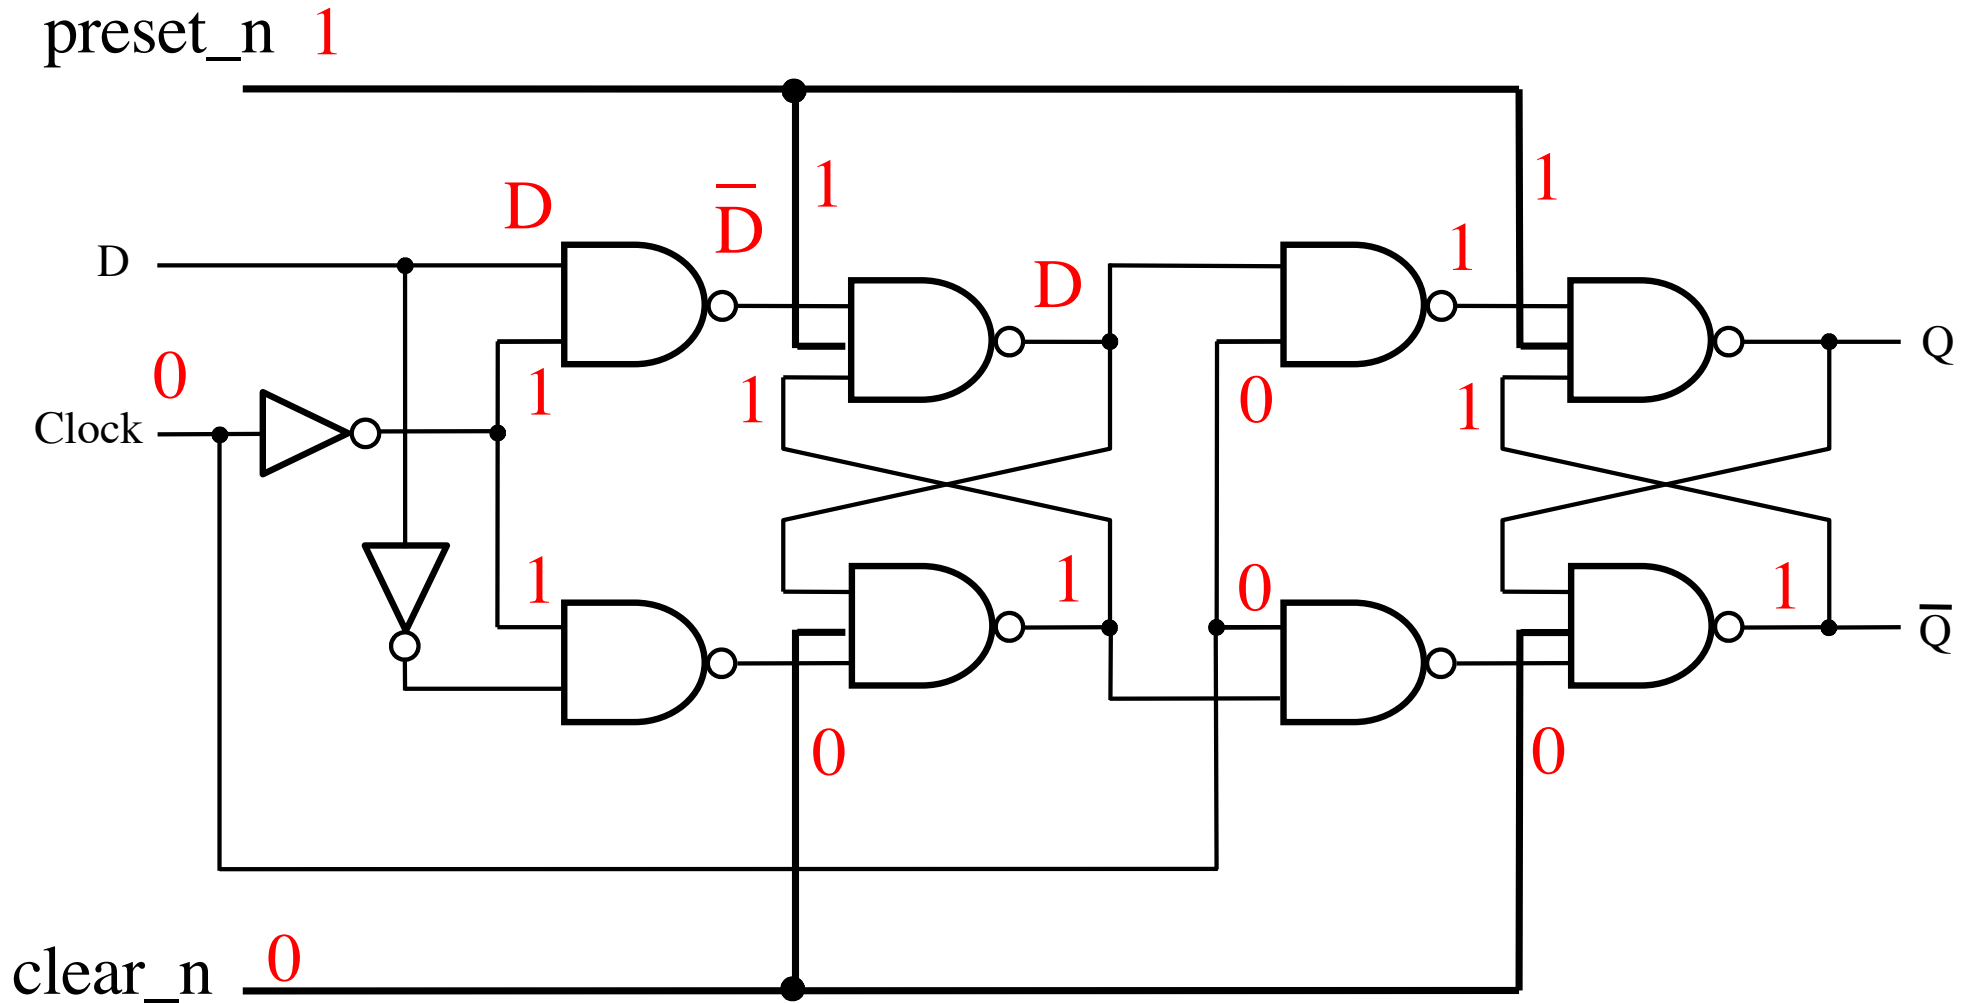 preset_n 1
1 1
D D̅ 1
D 1 D
0 1 1 0 1
Clock
Q
1 0 1 1
Q̅
0 0
clear_n 0